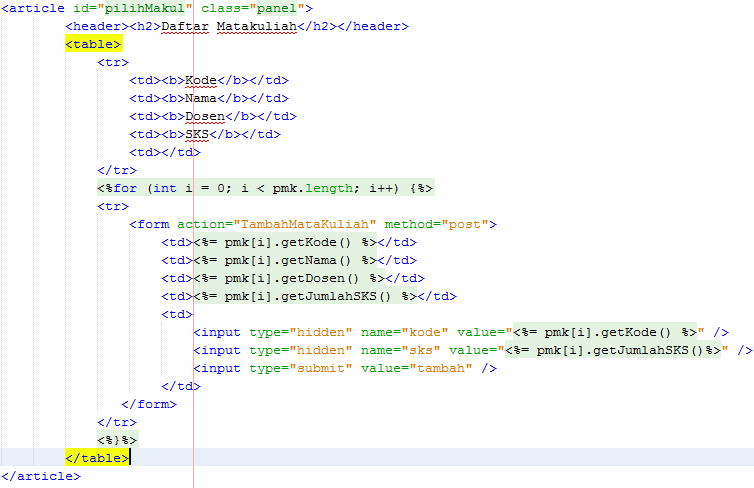 <article id="pilihMakul" class="panel">
<header><h2>Daftar Matakuliah</h2></header>
<table>
<tr>
<td><b>Kode</b></td>
<td><b>Nama</b></td>
<td><b>Dosen</b></td>
<td><b>SKS</b></td>
<td></td>
</tr>
<%for (int i = 0; i < pmk.length; i++) {%>
<tr>
<form action="TambahMataKuliah" method="post">
<td><%= pmk[i].getKode() %></td>
<td><%= pmk[i].getNama() %></td>
<td><%= pmk[i].getDosen() %></td>
<td><%= pmk[i].getJumlahSKS() %></td>
<td>
<input type="hidden" name="kode" value="<%= pmk[i].getKode() %>" />
<input type="hidden" name="sks" value="<%= pmk[i].getJumlahSKS()%>" />
<input type="submit" value="tambah" />
</td>
</form>
</tr>
<%}%>
</table>
</article>